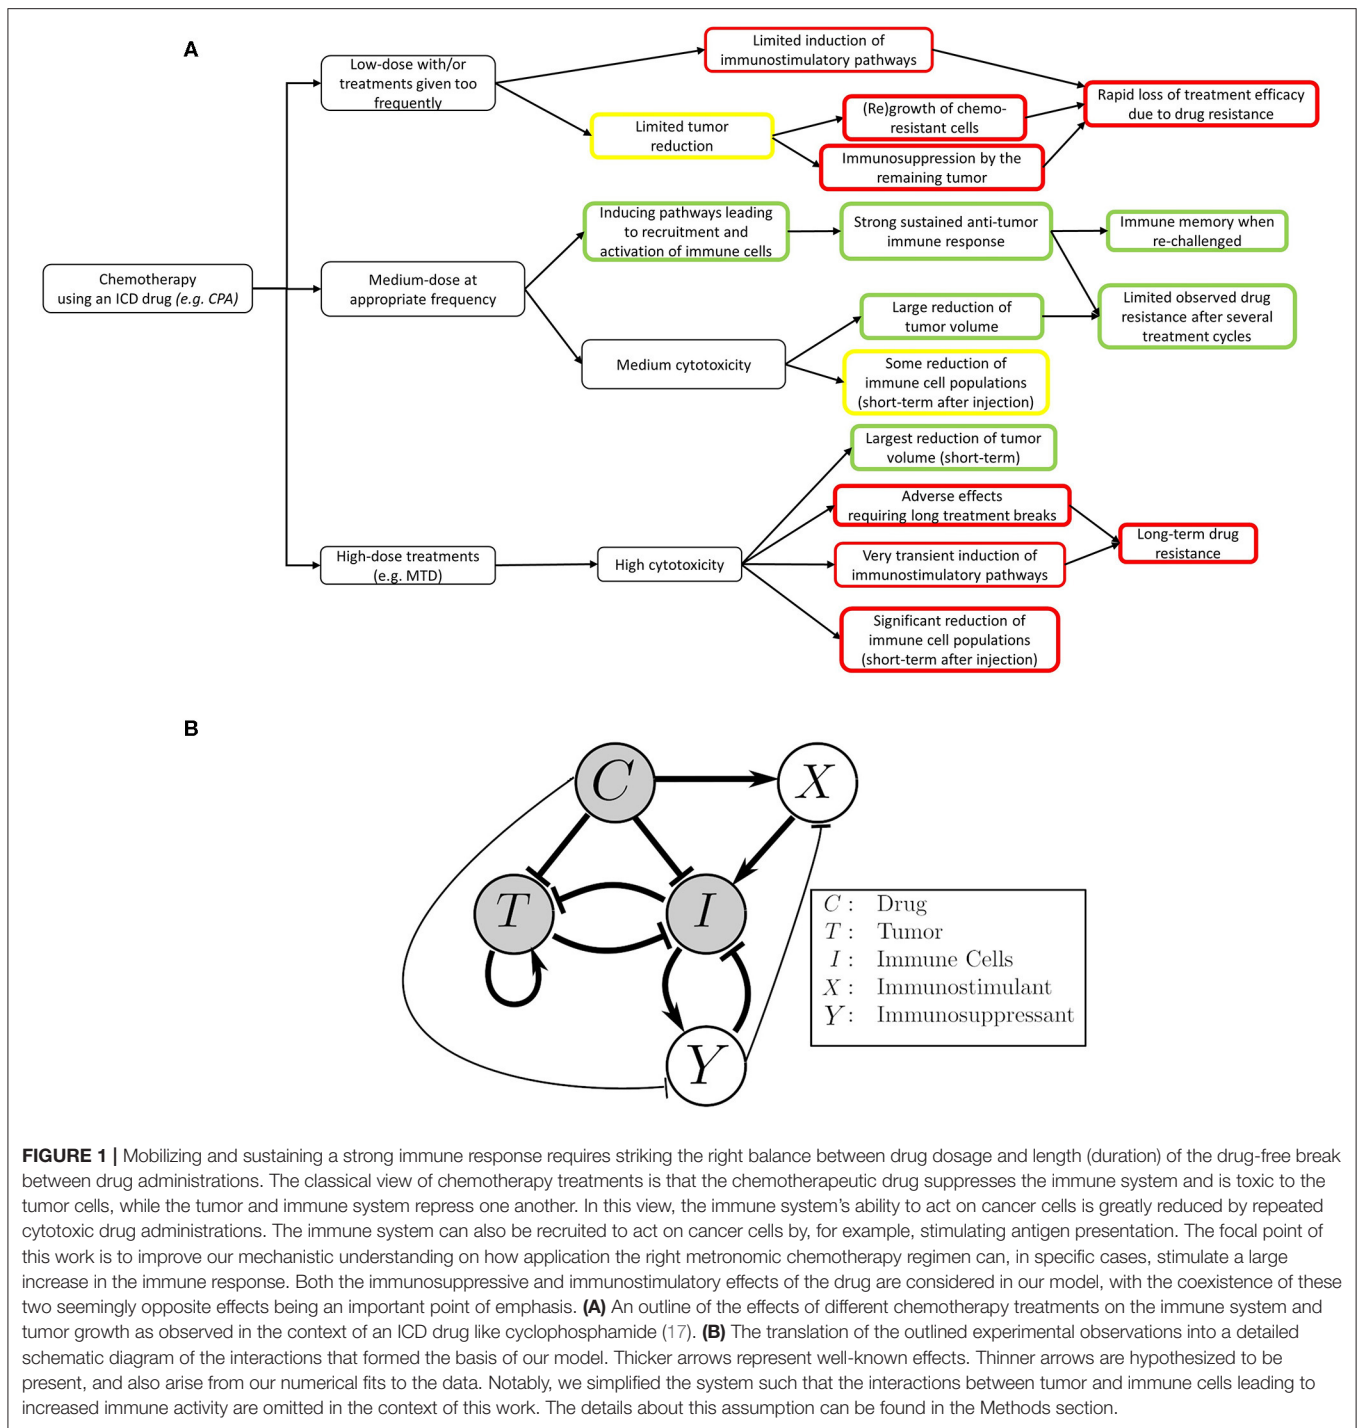 A
Low-dose with/or
treatments given too
frequently
Limited induction of
immunostimulatory pathways
Limited tumor
reduction
(Re)growth of chemo-
resistant cells
Immunosuppression by the
remaining tumor
Rapid loss of treatment efficacy
due to drug resistance
Chemotherapy
using an ICD drug (e.g. CPA)
Medium-dose at
appropriate frequency
Inducing pathways leading
to recruitment and
activation of immune cells
Strong sustained anti-tumor
immune response
Immune memory when
re-challenged
Limited observed drug
resistance after several
treatment cycles
Medium cytotoxicity
Large reduction of
tumor volume
Some reduction of
immune cell populations
(short-term after injection)
High-dose treatments
(e.g. MTD)
High cytotoxicity
Largest reduction of tumor
volume (short-term)
Adverse effects
requiring long treatment breaks
Very transient induction of
immunostimulatory pathways
Significant reduction of
immune cell populations
(short-term after injection)
Long-term drug
resistance
B
C
X
T
I
Y
C : Drug
T : Tumor
I : Immune Cells
X : Immunostimulant
Y : Immunosuppressant
FIGURE 1 | Mobilizing and sustaining a strong immune response requires striking the right balance between drug dosage and length (duration) of the drug-free break
between drug administrations. The classical view of chemotherapy treatments is that the chemotherapeutic drug suppresses the immune system and is toxic to the
tumor cells, while the tumor and immune system repress one another. In this view, the immune system's ability to act on cancer cells is greatly reduced by repeated
cytotoxic drug administrations. The immune system can also be recruited to act on cancer cells by, for example, stimulating antigen presentation. The focal point of
this work is to improve our mechanistic understanding on how application the right metronomic chemotherapy regimen can, in specific cases, stimulate a large
increase in the immune response. Both the immunosuppressive and immunostimulatory effects of the drug are considered in our model, with the coexistence of these
two seemingly opposite effects being an important point of emphasis. (A) An outline of the effects of different chemotherapy treatments on the immune system and
tumor growth as observed in the context of an ICD drug like cyclophosphamide (17). (B) The translation of the outlined experimental observations into a detailed
schematic diagram of the interactions that formed the basis of our model. Thicker arrows represent well-known effects. Thinner arrows are hypothesized to be
present, and also arise from our numerical fits to the data. Notably, we simplified the system such that the interactions between tumor and immune cells leading to
increased immune activity are omitted in the context of this work. The details about this assumption can be found in the Methods section.